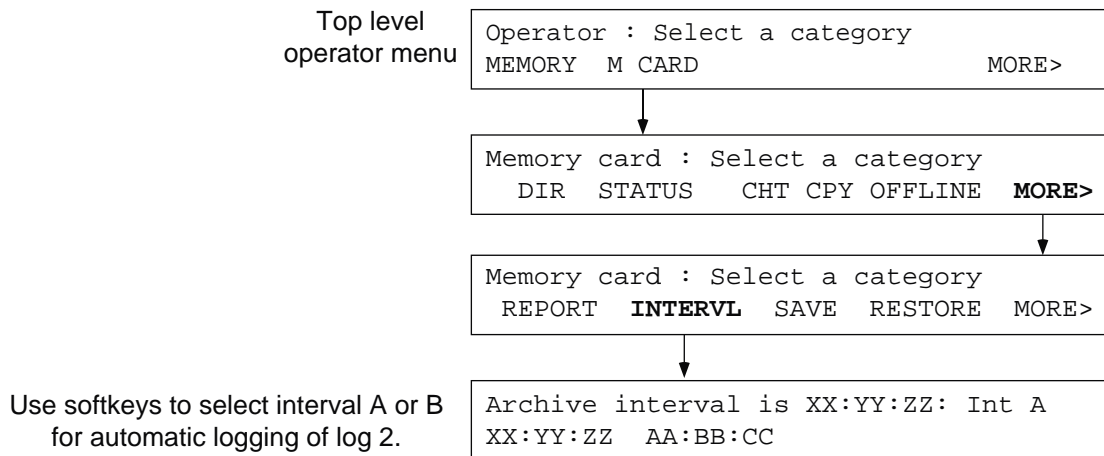 Top level
operator menu
Operator : Select a category
MEMORY M CARD MORE>
Memory card : Select a category
DIR STATUS CHT CPY OFFLINE MORE>
Memory card : Select a category
REPORT INTERVL SAVE RESTORE MORE>
Use softkeys to select interval A or B
for automatic logging of log 2.
Archive interval is XX:YY:ZZ: Int A
XX:YY:ZZ AA:BB:CC